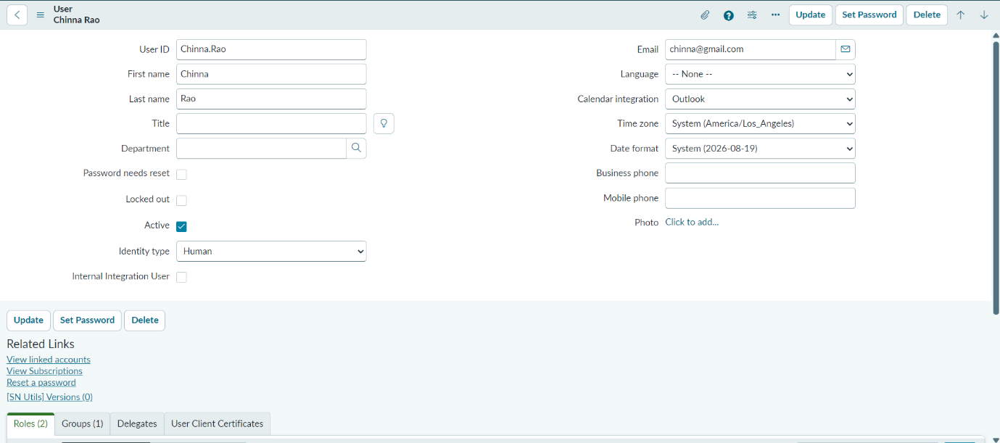 User
Chinna Rao
Update
Set Password
Delete
User ID
Chinna.Rao
First name
Chinna
Last name
Rao
Title
Department
Password needs reset
Locked out
Active
Identity type
Human
Internal Integration User
Email
chinna@gmail.com
Language
-- None --
Calendar integration
Outlook
Time zone
System (America/Los_Angeles)
Date format
System (2026-08-19)
Business phone
Mobile phone
Photo
Click to add...
Update
Set Password
Delete
Related Links
View linked accounts
View Subscriptions
Reset a password
[SN Utils] Versions (0)
Roles (2)
Groups (1)
Delegates
User Client Certificates